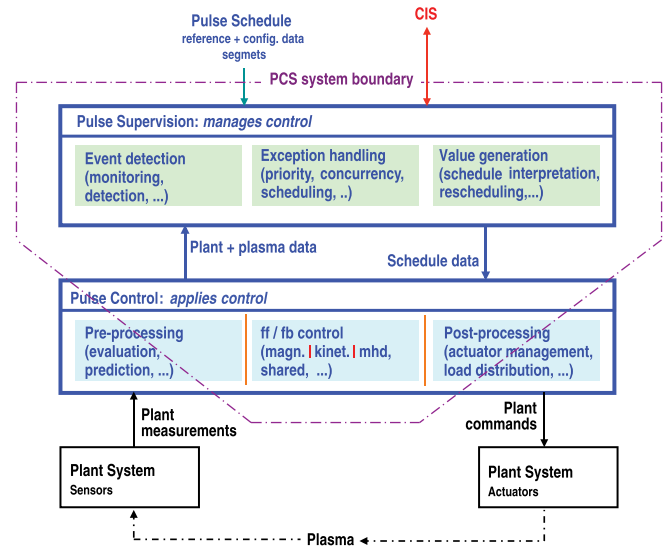 Pulse Schedule
reference + config. data
segmets
CIS
PCS system boundary
Pulse Supervision: manages control
Event detection
(monitoring,
detection, ...)
Exception handling
(priority, concurrency,
scheduling, ..)
Value generation
(schedule interpretation,
rescheduling,...)
Plant + plasma data
Schedule data
Pulse Control: applies control
Pre-processing
(evaluation,
prediction, ...)
ff / fb control
(magn. | kinet. | mhd,
shared, ...)
Post-processing
(actuator management,
load distribution, ...)
Plant
measurements
Plant
commands
Plant System
Sensors
Plant System
Actuators
Plasma